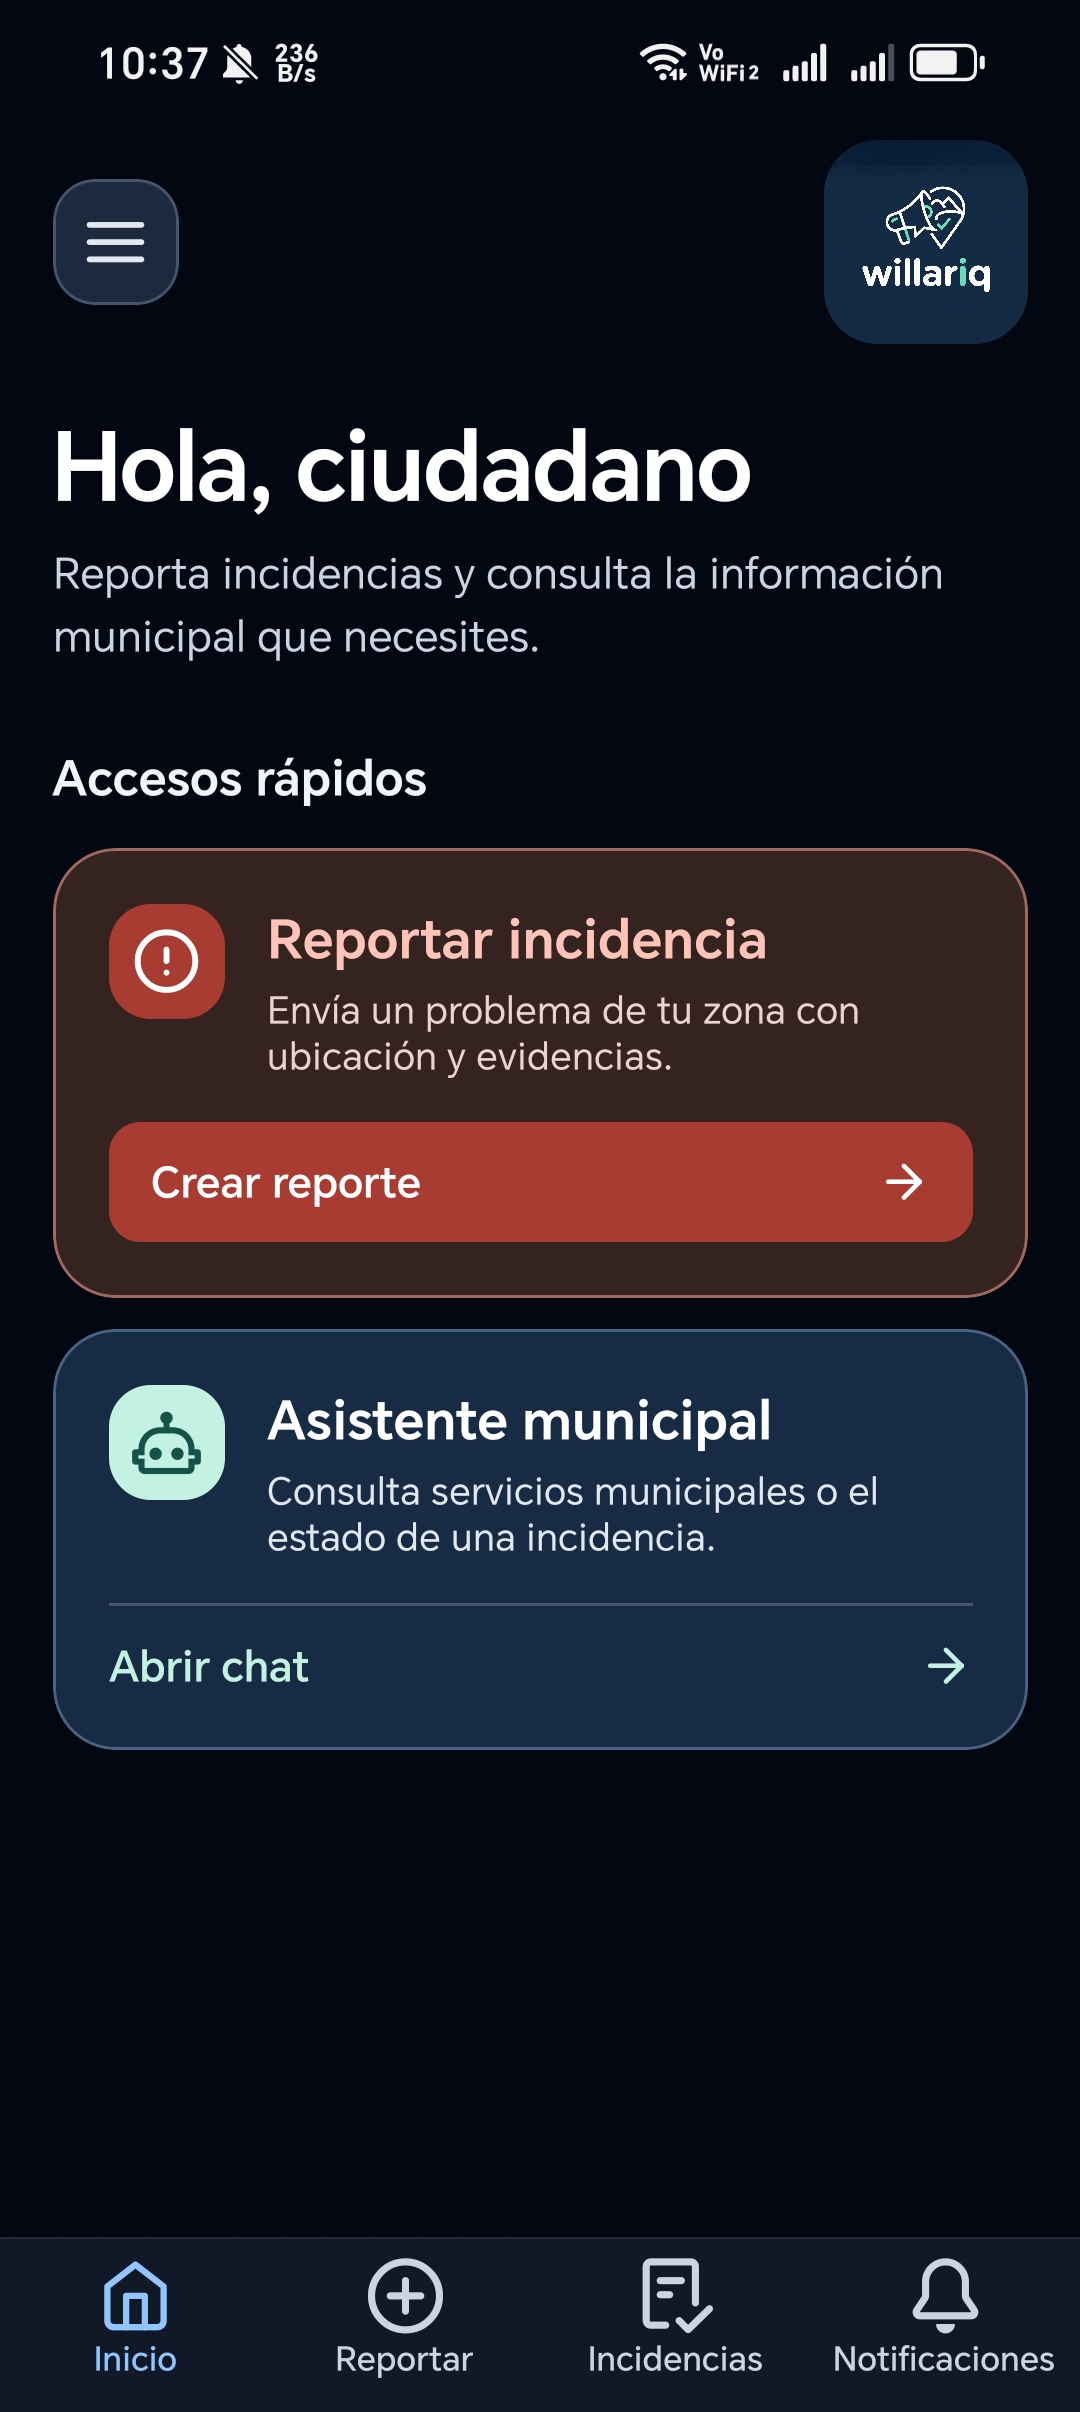 10:37
236
B/s
Vo
WiFi 2
willariq
Hola, ciudadano
Reporta incidencias y consulta la información
municipal que necesites.
Accesos rápidos
Reportar incidencia
Envía un problema de tu zona con
ubicación y evidencias.
Crear reporte
Asistente municipal
Consulta servicios municipales o el
estado de una incidencia.
Abrir chat
Inicio
Reportar
Incidencias
Notificaciones